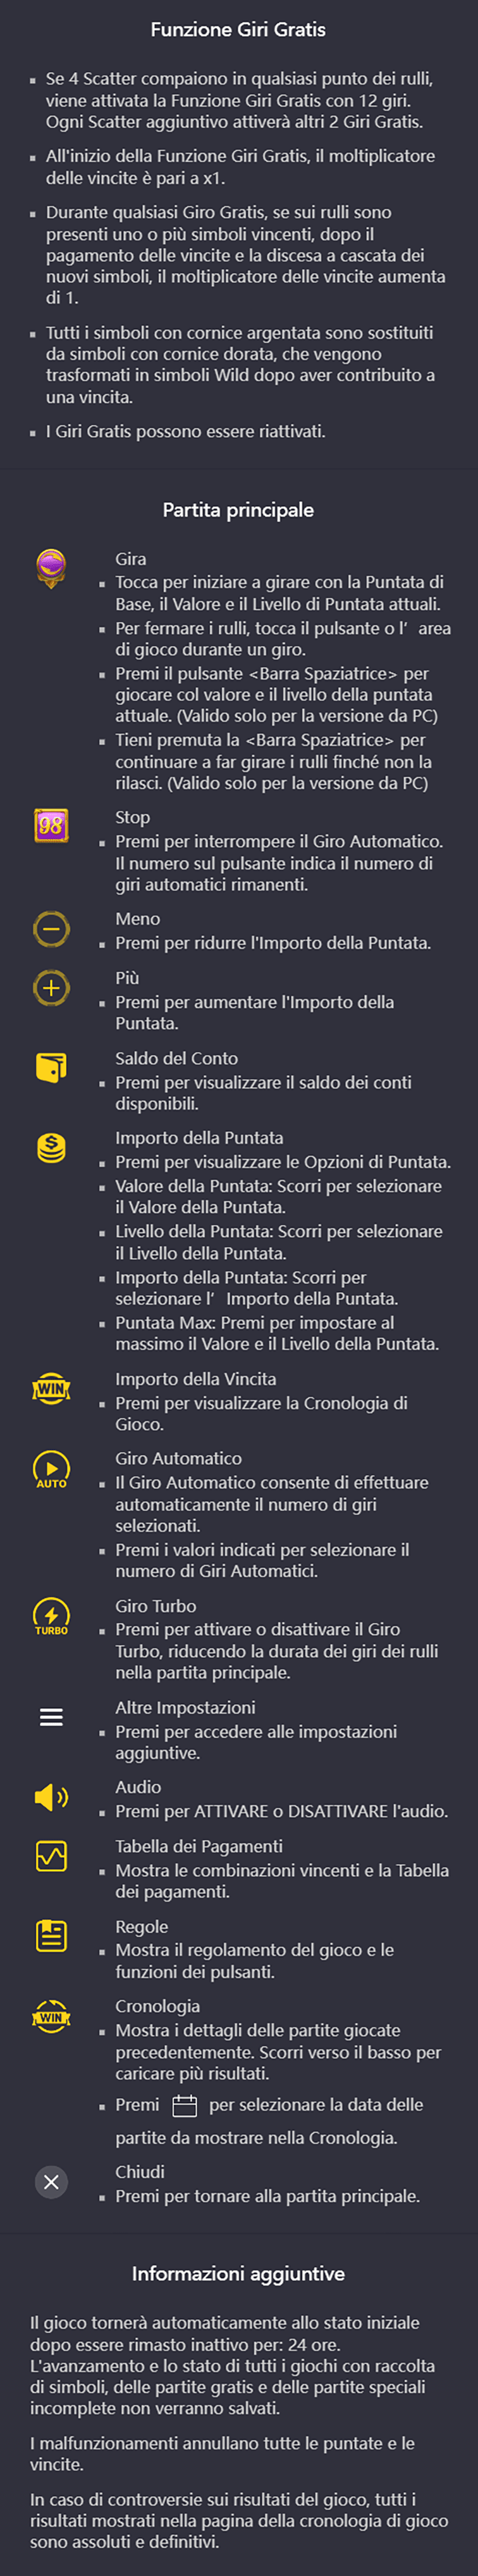 Funzione Giri Gratis
▪ Se 4 Scatter compaiono in qualsiasi punto dei rulli,
viene attivata la Funzione Giri Gratis con 12 giri.
Ogni Scatter aggiuntivo attiverà altri 2 Giri Gratis.
▪ All'inizio della Funzione Giri Gratis, il moltiplicatore
delle vincite è pari a x1.
▪ Durante qualsiasi Giro Gratis, se sui rulli sono
presenti uno o più simboli vincenti, dopo il
pagamento delle vincite e la discesa a cascata dei
nuovi simboli, il moltiplicatore delle vincite aumenta
di 1.
▪ Tutti i simboli con cornice argentata sono sostituiti
da simboli con cornice dorata, che vengono
trasformati in simboli Wild dopo aver contribuito a
una vincita.
▪ I Giri Gratis possono essere riattivati.
Partita principale
Gira
▪ Tocca per iniziare a girare con la Puntata di
Base, il Valore e il Livello di Puntata attuali.
▪ Per fermare i rulli, tocca il pulsante o l’area
di gioco durante un giro.
▪ Premi il pulsante <Barra Spaziatrice> per
giocare col valore e il livello della puntata
attuale. (Valido solo per la versione da PC)
▪ Tieni premuta la <Barra Spaziatrice> per
continuare a far girare i rulli finché non la
rilasci. (Valido solo per la versione da PC)
98
Stop
▪ Premi per interrompere il Giro Automatico.
Il numero sul pulsante indica il numero di
giri automatici rimanenti.
Meno
▪ Premi per ridurre l'Importo della Puntata.
Più
▪ Premi per aumentare l'Importo della
Puntata.
Saldo del Conto
▪ Premi per visualizzare il saldo dei conti
disponibili.
Importo della Puntata
▪ Premi per visualizzare le Opzioni di Puntata.
▪ Valore della Puntata: Scorri per selezionare
il Valore della Puntata.
▪ Livello della Puntata: Scorri per selezionare
il Livello della Puntata.
▪ Importo della Puntata: Scorri per
selezionare l’Importo della Puntata.
▪ Puntata Max: Premi per impostare al
massimo il Valore e il Livello della Puntata.
WIN
Importo della Vincita
▪ Premi per visualizzare la Cronologia di
Gioco.
AUTO
Giro Automatico
▪ Il Giro Automatico consente di effettuare
automaticamente il numero di giri
selezionati.
▪ Premi i valori indicati per selezionare il
numero di Giri Automatici.
TURBO
Giro Turbo
▪ Premi per attivare o disattivare il Giro
Turbo, riducendo la durata dei giri dei rulli
nella partita principale.
Altre Impostazioni
▪ Premi per accedere alle impostazioni
aggiuntive.
Audio
▪ Premi per ATTIVARE o DISATTIVARE l'audio.
Tabella dei Pagamenti
▪ Mostra le combinazioni vincenti e la Tabella
dei pagamenti.
Regole
▪ Mostra il regolamento del gioco e le
funzioni dei pulsanti.
WIN
Cronologia
▪ Mostra i dettagli delle partite giocate
precedentemente. Scorri verso il basso per
caricare più risultati.
▪ Premi per selezionare la data delle
partite da mostrare nella Cronologia.
Chiudi
▪ Premi per tornare alla partita principale.
Informazioni aggiuntive
Il gioco tornerà automaticamente allo stato iniziale
dopo essere rimasto inattivo per: 24 ore.
L'avanzamento e lo stato di tutti i giochi con raccolta
di simboli, delle partite gratis e delle partite speciali
incomplete non verranno salvati.
I malfunzionamenti annullano tutte le puntate e le
vincite.
In caso di controversie sui risultati del gioco, tutti i
risultati mostrati nella pagina della cronologia di gioco
sono assoluti e definitivi.